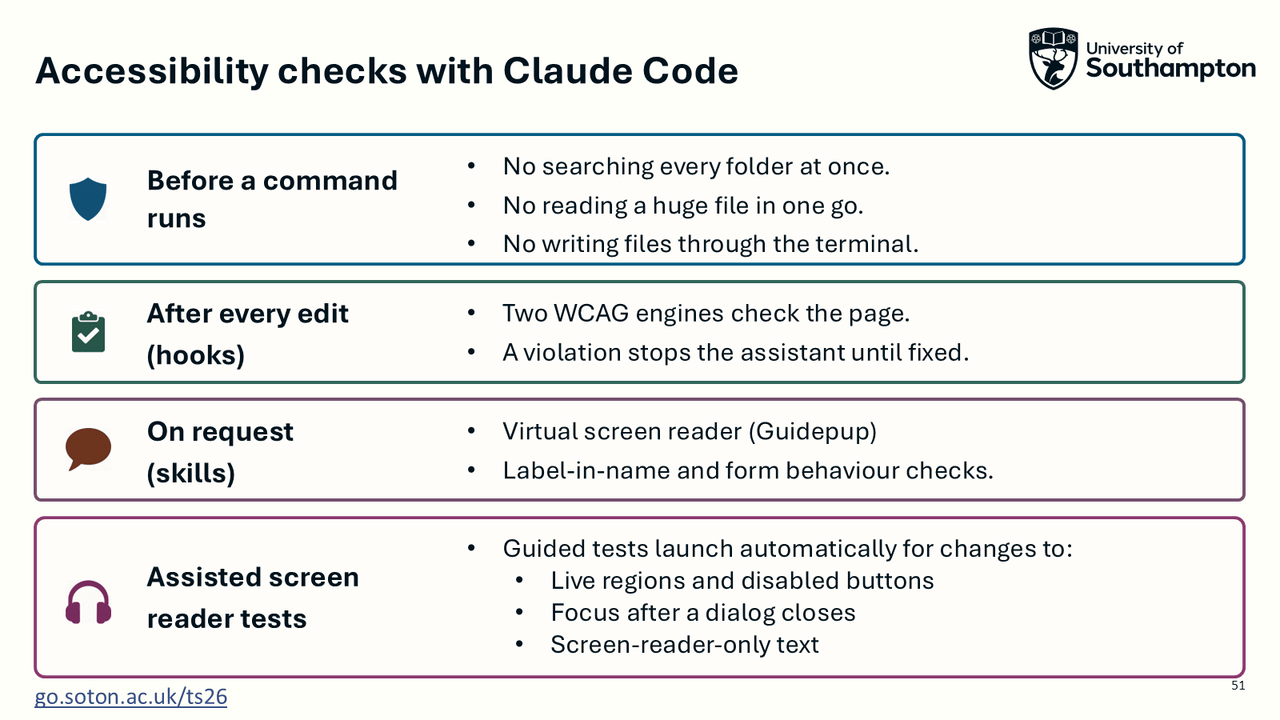 Accessibility checks with Claude Code
University of
Southampton
Before a command
runs
• No searching every folder at once.
• No reading a huge file in one go.
• No writing files through the terminal.
After every edit
(hooks)
• Two WCAG engines check the page.
• A violation stops the assistant until fixed.
On request
(skills)
• Virtual screen reader (Guidepup)
• Label-in-name and form behaviour checks.
Assisted screen
reader tests
• Guided tests launch automatically for changes to:
• Live regions and disabled buttons
• Focus after a dialog closes
• Screen-reader-only text
go.soton.ac.uk/ts26
51